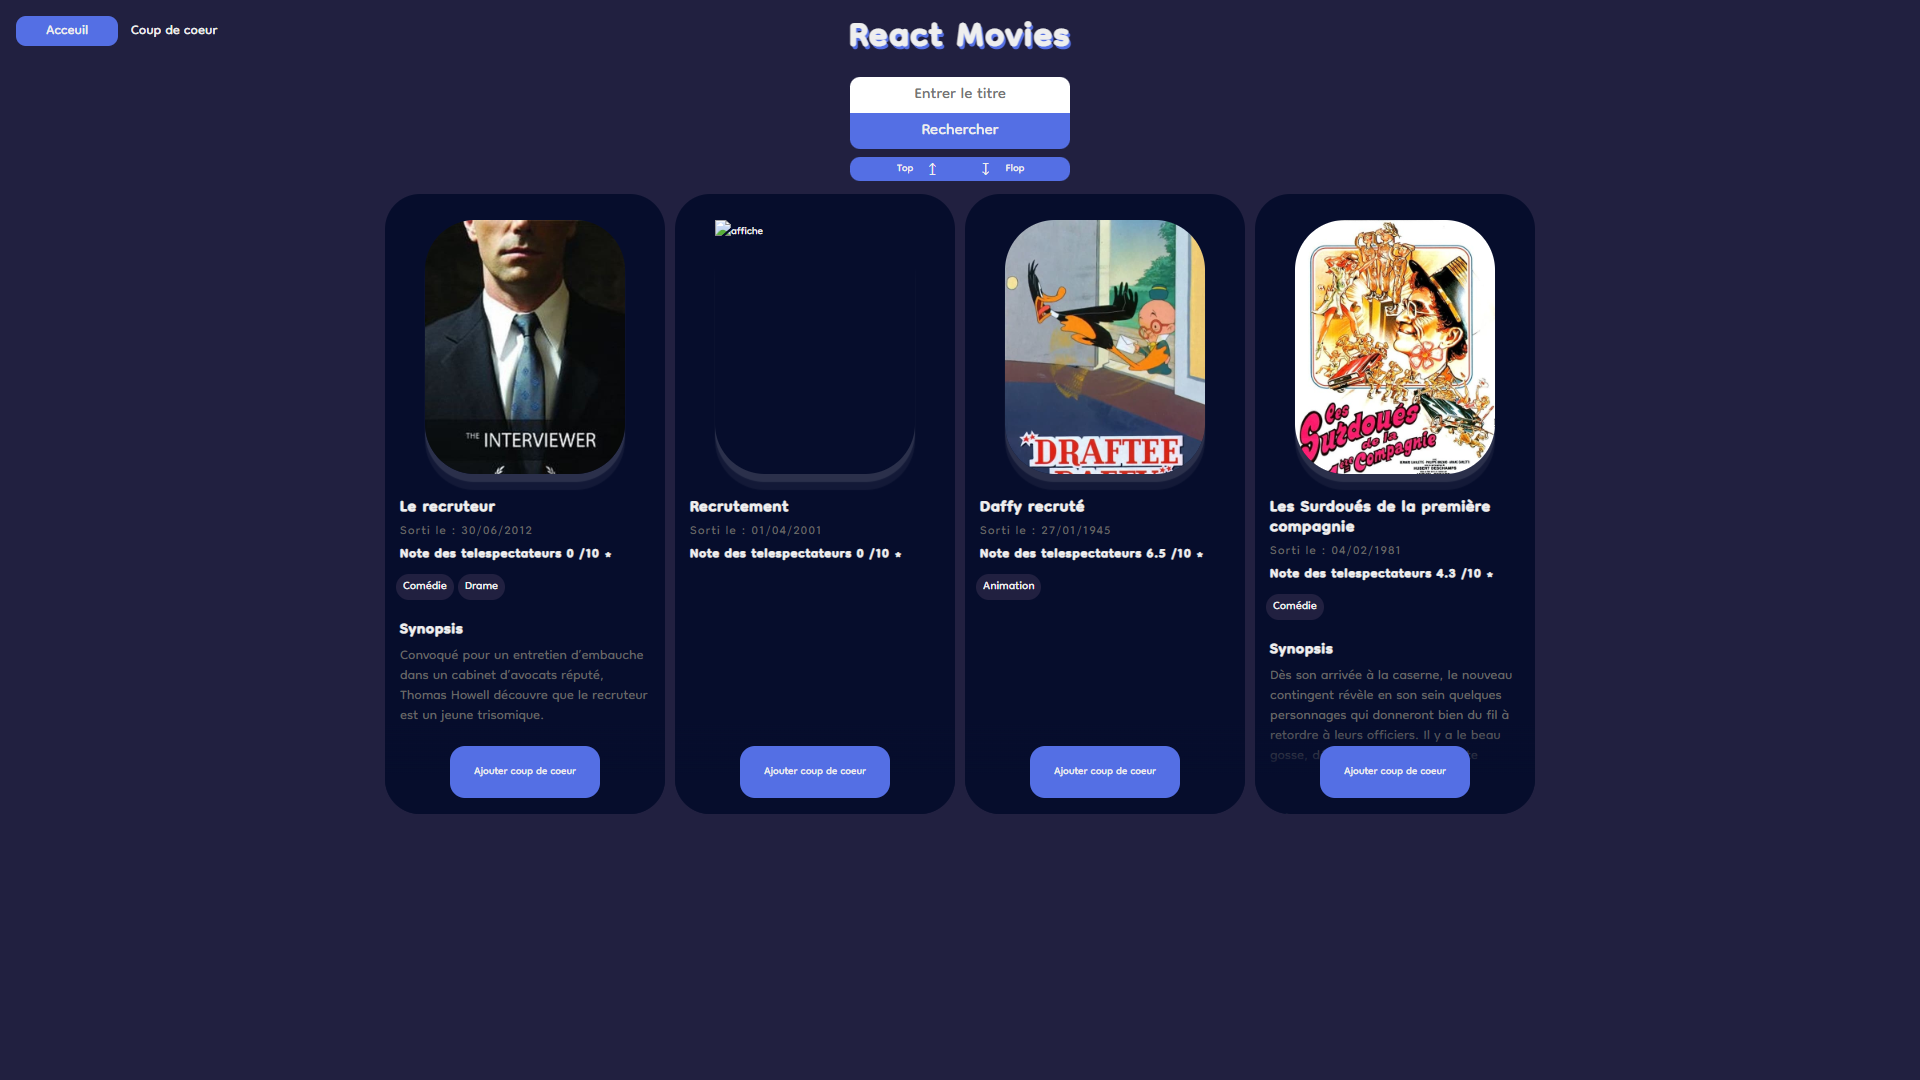 Acceuil
Coup de coeur
React Movies
Entrer le titre
Rechercher
Top
Flop
THE INTERVIEWER
Le recruteur
Sorti le : 30/06/2012
Note des telespectateurs 0 /10 ★
Comédie
Drame
Synopsis
Convoqué pour un entretien d'embauche
dans un cabinet d'avocats réputé,
Thomas Howell découvre que le recruteur
est un jeune trisomique.
Ajouter coup de coeur
affiche
Recrutement
Sorti le : 01/04/2001
Note des telespectateurs 0 /10 ★
Ajouter coup de coeur
DRAFTEE
DAFFY
Daffy recruté
Sorti le : 27/01/1945
Note des telespectateurs 6.5 /10 ★
Animation
Ajouter coup de coeur
les
Surdoués
de la
1ère Compagnie
Les Surdoués de la première
compagnie
Sorti le : 04/02/1981
Note des telespectateurs 4.3 /10 ★
Comédie
Synopsis
Dès son arrivée à la caserne, le nouveau
contingent révèle en son sein quelques
personnages qui donneront bien du fil à
retordre à leurs officiers. Il y a le beau
gosse,
Ajouter coup de coeur